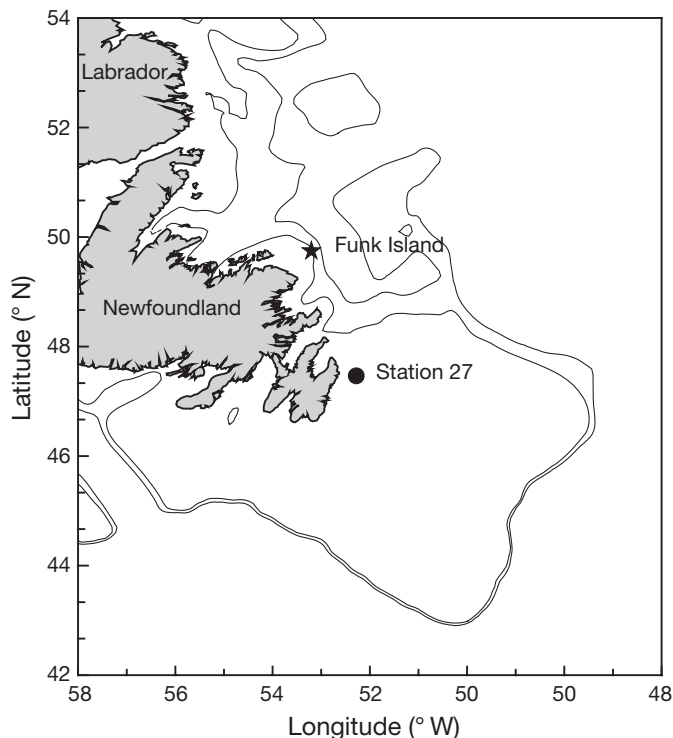 54
Labrador
52
50
Funk Island
Newfoundland
48
Station 27
46
44
42
58
56
54
52
50
50
48
Latitude (° N)
Longitude (° W)